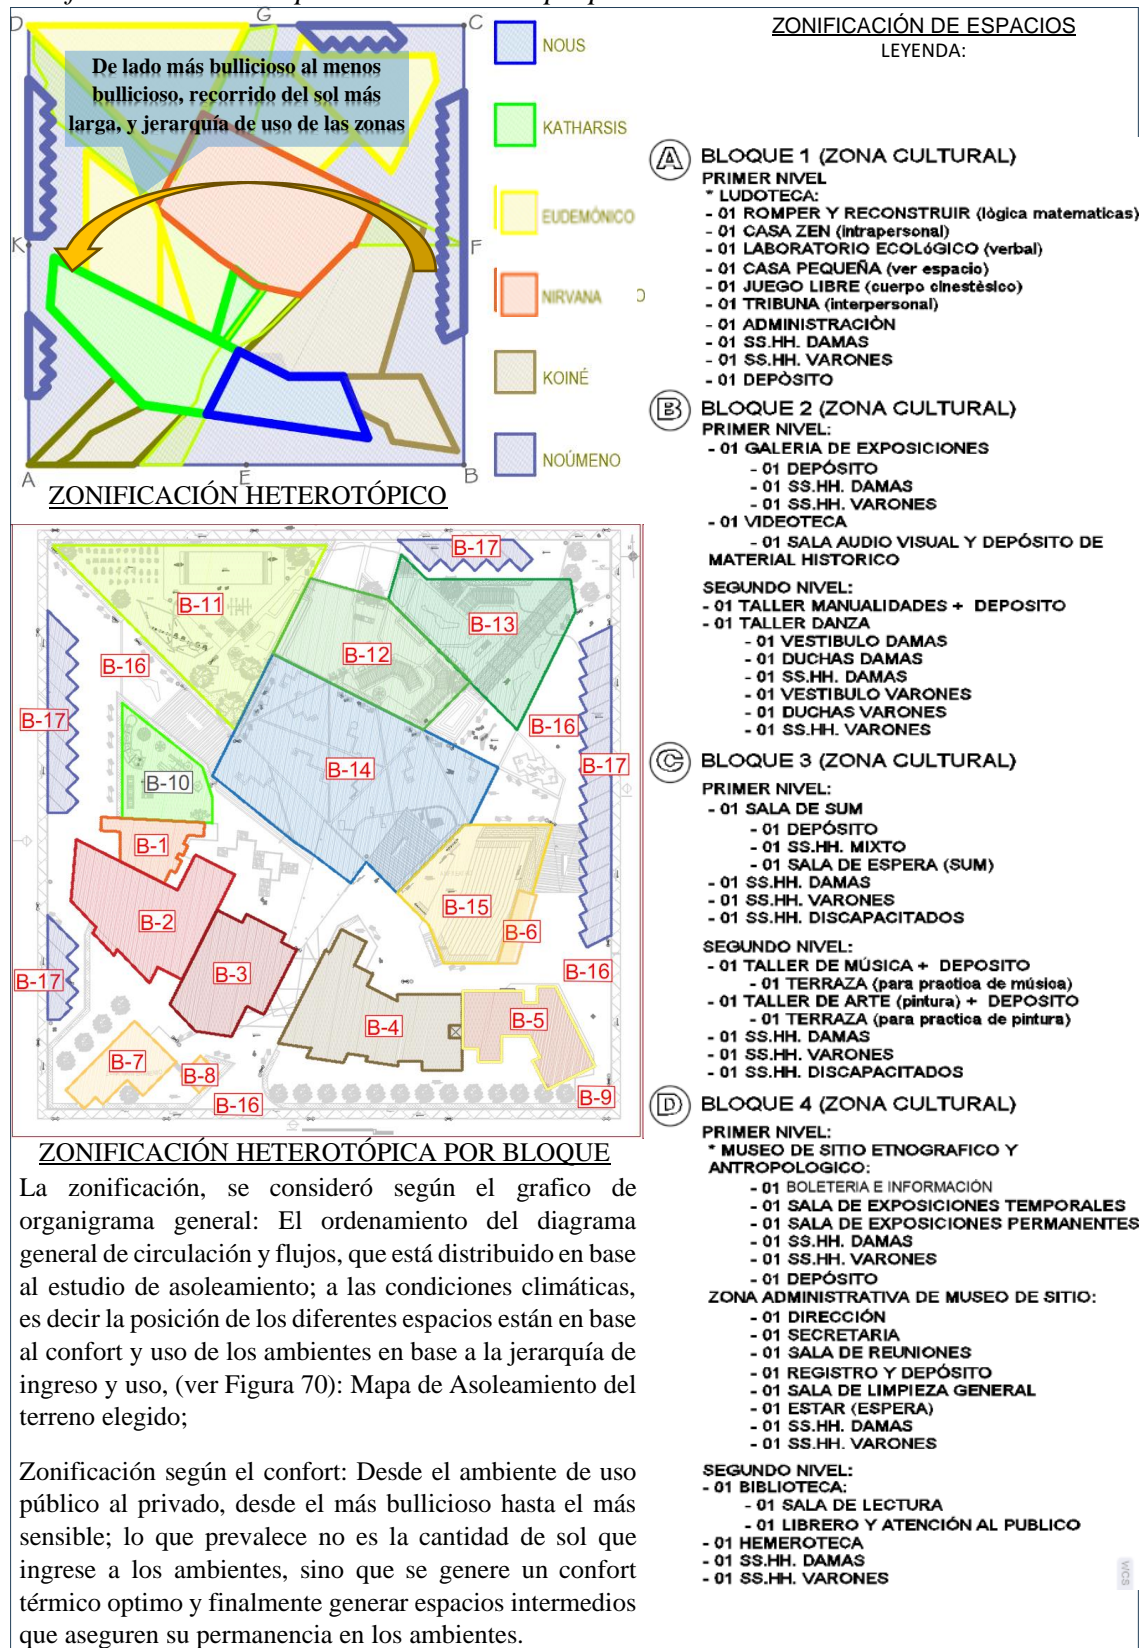 D
G
C
De lado más bullicioso al menos
bullicioso, recorrido del sol más
larga, y jerarquía de uso de las zonas
K
F
A
E
B
NOUS
KATHARSIS
EUDEMÓNICO
NIRVANA
O
KOINÉ
NOÚMENO
ZONIFICACIÓN HETEROTÓPICO
B-17
B-11
B-13
B-12
B-16
B-17
B-16
B-17
B-14
B-10
B-1
B-15
B-2
B-6
B-3
B-16
B-17
B-4
B-5
B-7
B-8
B-16
B-9
ZONIFICACIÓN HETEROTÓPICA POR BLOQUE
La zonificación, se consideró según el grafico de
organigrama general: El ordenamiento del diagrama
general de circulación y flujos, que está distribuido en base
al estudio de asoleamiento; a las condiciones climáticas,
es decir la posición de los diferentes espacios están en base
al confort y uso de los ambientes en base a la jerarquía de
ingreso y uso, (ver Figura 70): Mapa de Asoleamiento del
terreno elegido;
Zonificación según el confort: Desde el ambiente de uso
público al privado, desde el más bullicioso hasta el más
sensible; lo que prevalece no es la cantidad de sol que
ingrese a los ambientes, sino que se genere un confort
térmico optimo y finalmente generar espacios intermedios
que aseguren su permanencia en los ambientes.
ZONIFICACIÓN DE ESPACIOS
LEYENDA:
A BLOQUE 1 (ZONA CULTURAL)
PRIMER NIVEL
* LUDOTECA:
- 01 ROMPER Y RECONSTRUIR (lògica matematicas)
- 01 CASA ZEN (intrapersonal)
- 01 LABORATORIO ECOLóGICO (verbal)
- 01 CASA PEQUEÑA (ver espacio)
- 01 JUEGO LIBRE (cuerpo cinestèsico)
- 01 TRIBUNA (interpersonal)
- 01 ADMINISTRACIÒN
- 01 SS.HH. DAMAS
- 01 SS.HH. VARONES
- 01 DEPÒSITO
B BLOQUE 2 (ZONA CULTURAL)
PRIMER NIVEL:
- 01 GALERIA DE EXPOSICIONES
- 01 DEPÓSITO
- 01 SS.HH. DAMAS
- 01 SS.HH. VARONES
- 01 VIDEOTECA
- 01 SALA AUDIO VISUAL Y DEPÓSITO DE
MATERIAL HISTORICO
SEGUNDO NIVEL:
- 01 TALLER MANUALIDADES + DEPOSITO
- 01 TALLER DANZA
- 01 VESTIBULO DAMAS
- 01 DUCHAS DAMAS
- 01 SS.HH. DAMAS
- 01 VESTIBULO VARONES
- 01 DUCHAS VARONES
- 01 SS.HH. VARONES
C BLOQUE 3 (ZONA CULTURAL)
PRIMER NIVEL:
- 01 SALA DE SUM
- 01 DEPÓSITO
- 01 SS.HH. MIXTO
- 01 SALA DE ESPERA (SUM)
- 01 SS.HH. DAMAS
- 01 SS.HH. VARONES
- 01 SS.HH. DISCAPACITADOS
SEGUNDO NIVEL:
- 01 TALLER DE MÚSICA + DEPOSITO
- 01 TERRAZA (para practica de música)
- 01 TALLER DE ARTE (pintura) + DEPOSITO
- 01 TERRAZA (para practica de pintura)
- 01 SS.HH. DAMAS
- 01 SS.HH. VARONES
- 01 SS.HH. DISCAPACITADOS
D BLOQUE 4 (ZONA CULTURAL)
PRIMER NIVEL:
* MUSEO DE SITIO ETNOGRAFICO Y
ANTROPOLOGICO:
- 01 BOLETERIA E INFORMACIÓN
- 01 SALA DE EXPOSICIONES TEMPORALES
- 01 SALA DE EXPOSICIONES PERMANENTES
- 01 SS.HH. DAMAS
- 01 SS.HH. VARONES
- 01 DEPÓSITO
ZONA ADMINISTRATIVA DE MUSEO DE SITIO:
- 01 DIRECCIÓN
- 01 SECRETARIA
- 01 SALA DE REUNIONES
- 01 REGISTRO Y DEPÓSITO
- 01 SALA DE LIMPIEZA GENERAL
- 01 ESTAR (ESPERA)
- 01 SS.HH. DAMAS
- 01 SS.HH. VARONES
SEGUNDO NIVEL:
- 01 BIBLIOTECA:
- 01 SALA DE LECTURA
- 01 LIBRERO Y ATENCIÓN AL PUBLICO
- 01 HEMEROTECA
- 01 SS.HH. DAMAS
- 01 SS.HH. VARONES
WCS